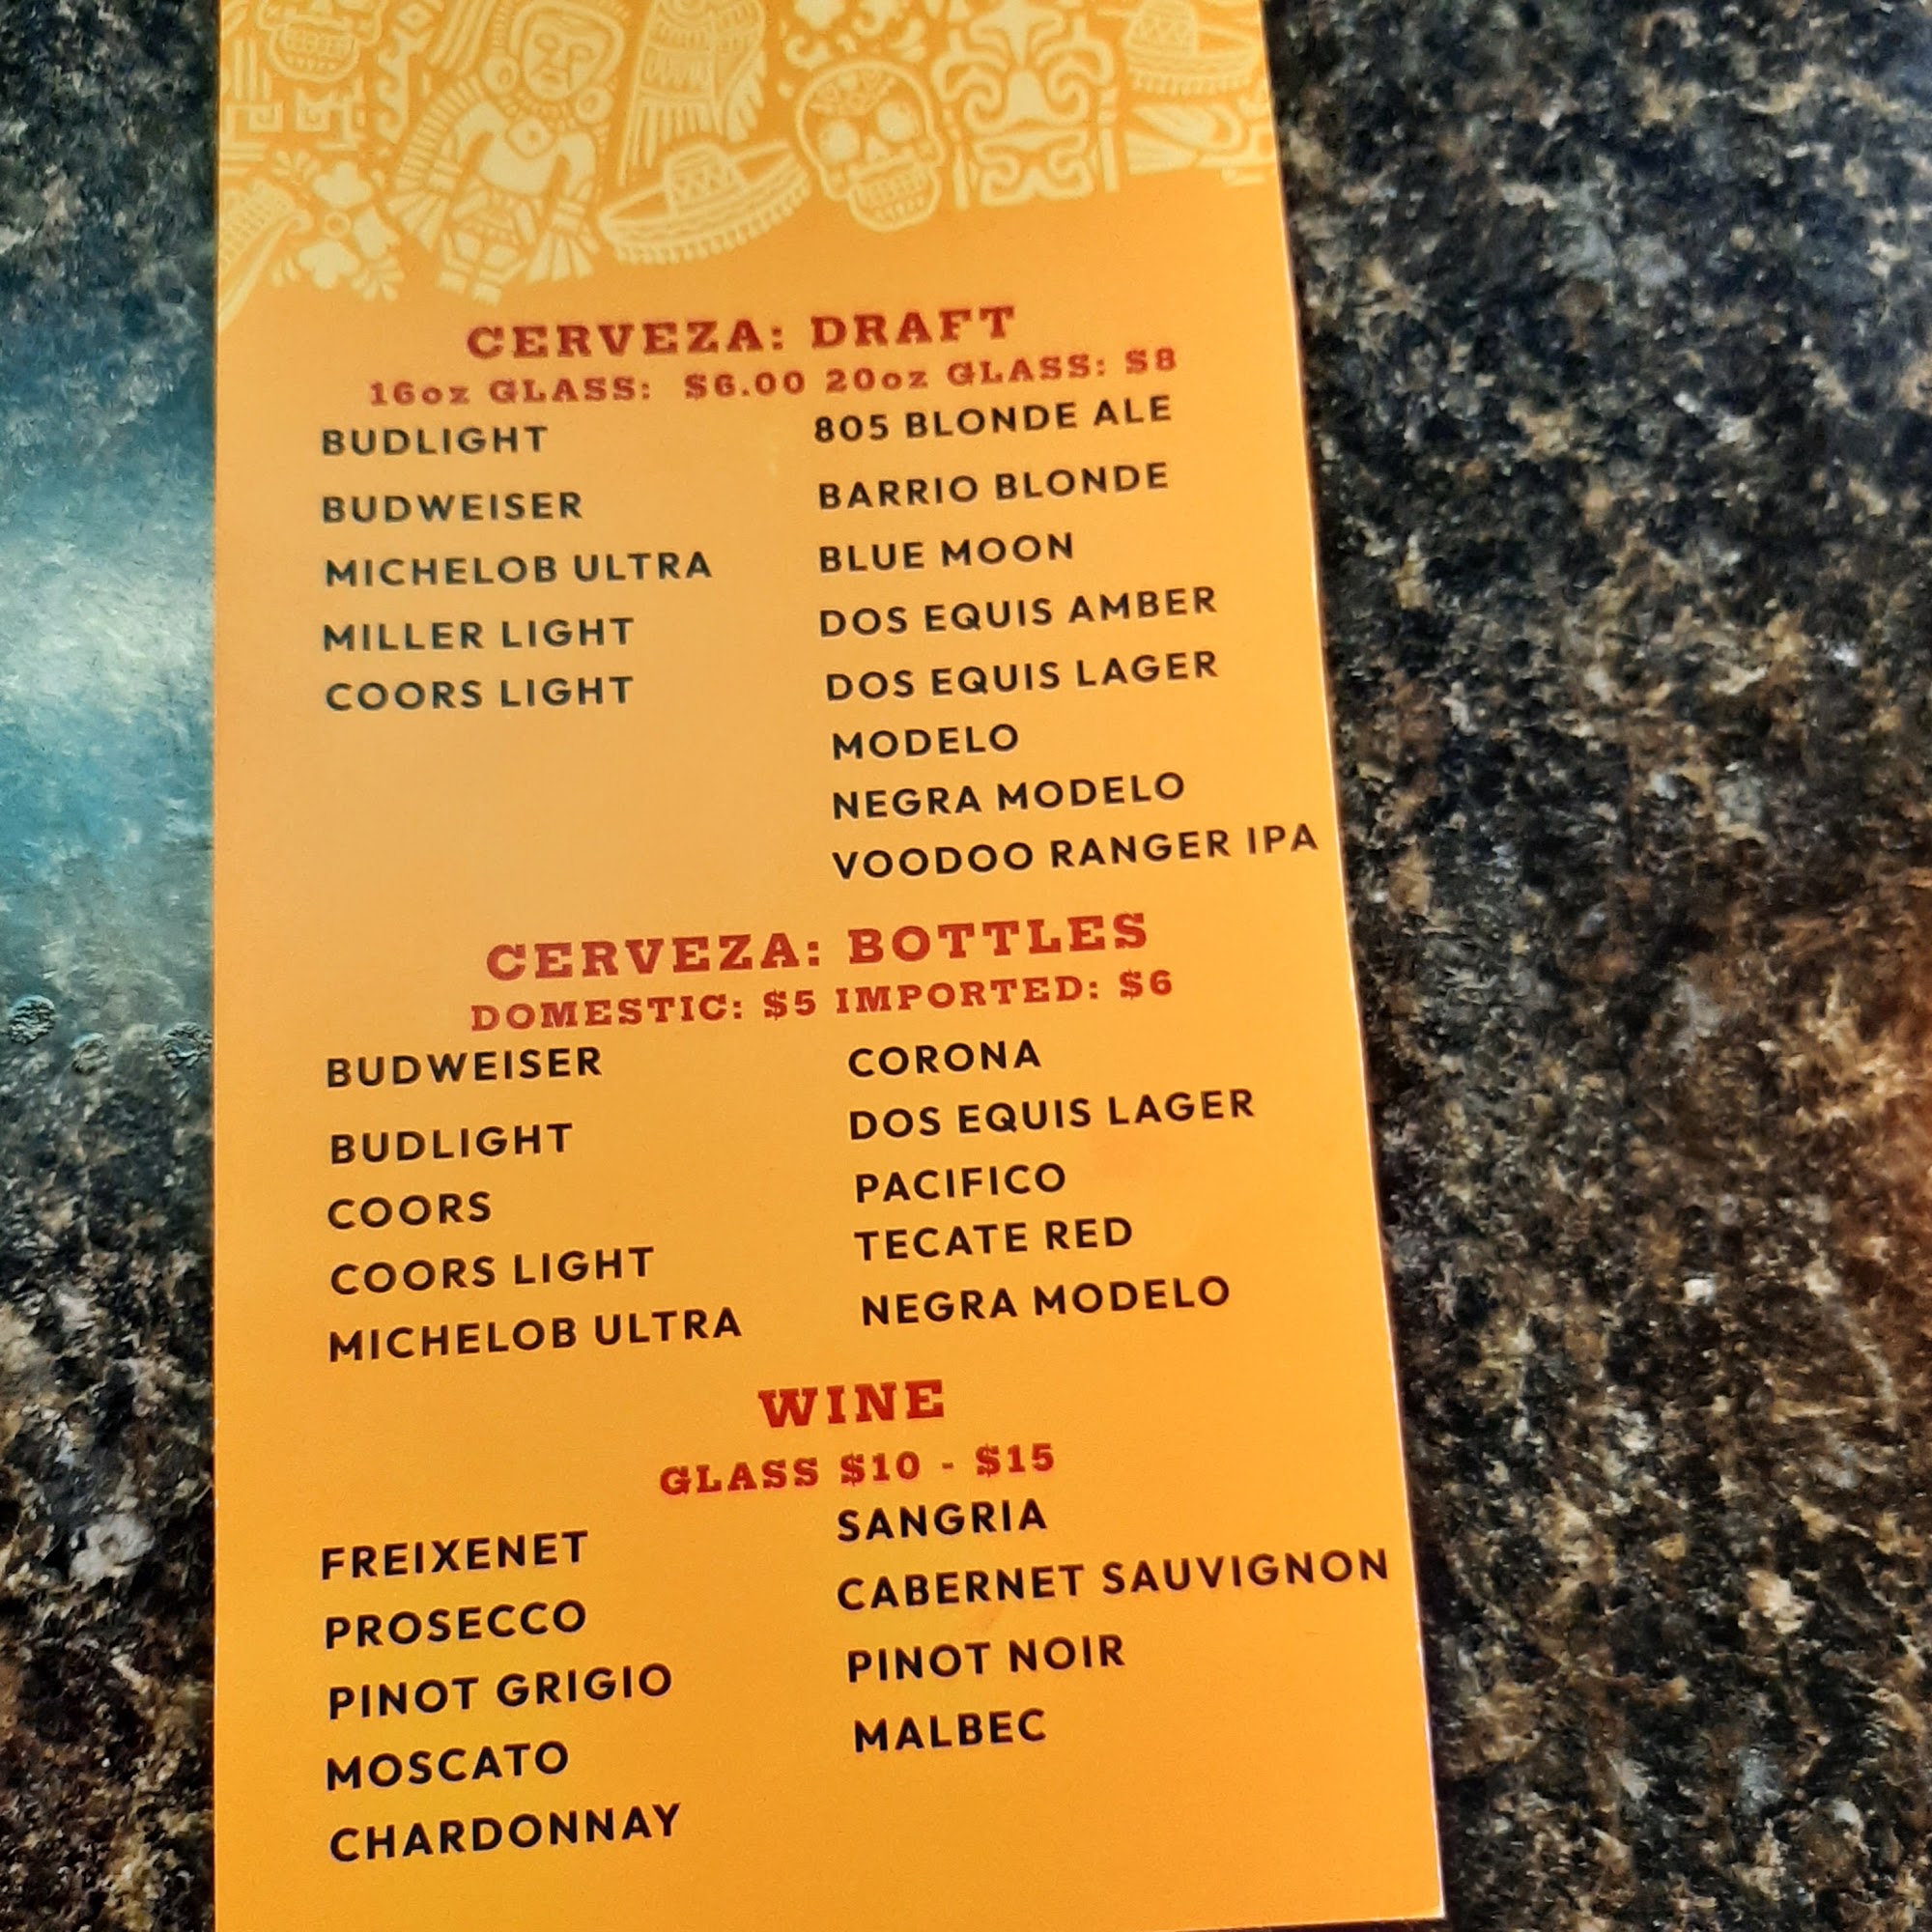 CERVEZA: DRAFT
16oz GLASS: $6.00 20oz GLASS: $8
BUDLIGHT
BUDWEISER
MICHELOB ULTRA
MILLER LIGHT
COORS LIGHT
805 BLONDE ALE
BARRIO BLONDE
BLUE MOON
DOS EQUIS AMBER
DOS EQUIS LAGER
MODELO
NEGRA MODELO
VOODOO RANGER IPA
CERVEZA: BOTTLES
DOMESTIC: $5 IMPORTED: $6
BUDWEISER
BUDLIGHT
COORS
COORS LIGHT
MICHELOB ULTRA
CORONA
DOS EQUIS LAGER
PACIFICO
TECATE RED
NEGRA MODELO
WINE
GLASS $10 - $15
FREIXENET
PROSECCO
PINOT GRIGIO
MOSCATO
CHARDONNAY
SANGRIA
CABERNET SAUVIGNON
PINOT NOIR
MALBEC